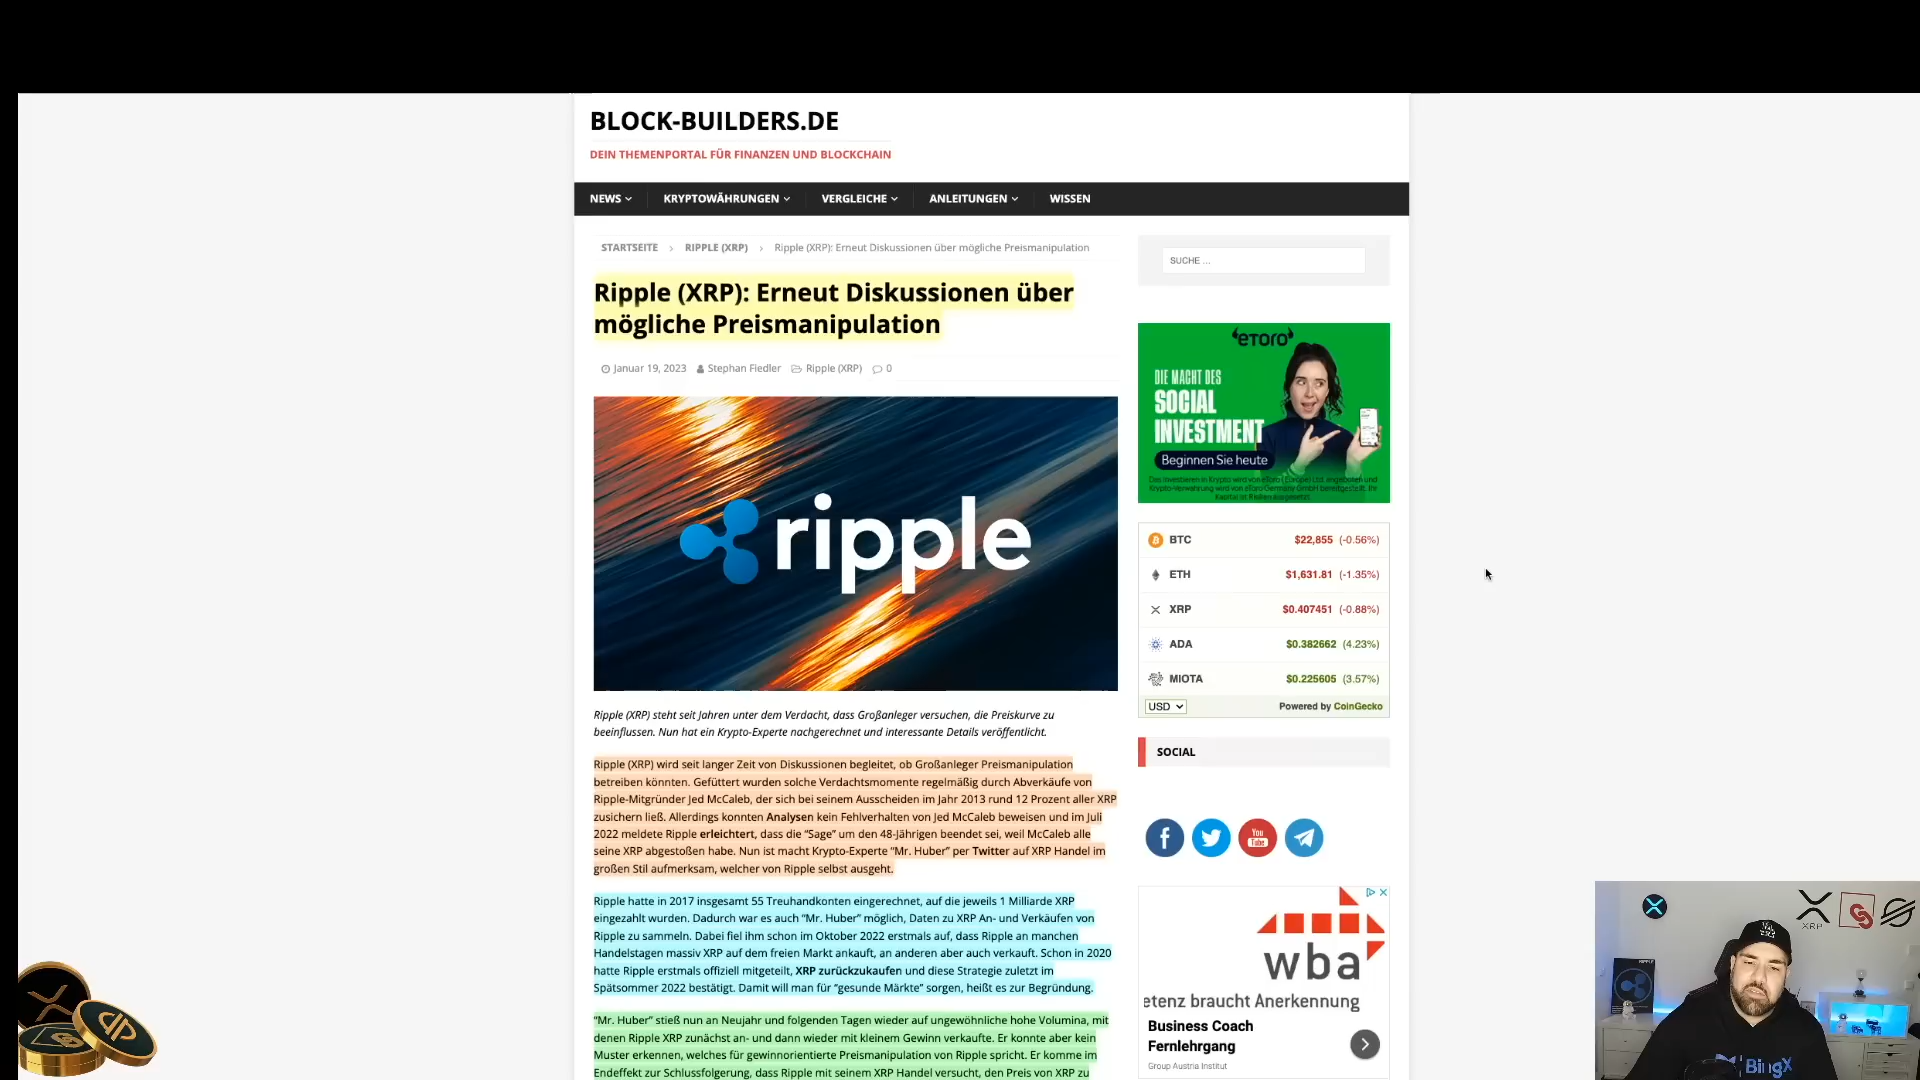 BLOCK-BUILDERS.DE
DEIN THEMENPORTAL FÜR FINANZEN UND BLOCKCHAIN
NEWS KRYPTOWÄHRUNGEN VERGLEICHE ANLEITUNGEN WISSEN
STARTSEITE > RIPPLE (XRP) > Ripple (XRP): Erneut Diskussionen über mögliche Preismanipulation
Ripple (XRP): Erneut Diskussionen über
mögliche Preismanipulation
Januar 19, 2023 Stephan Fiedler Ripple (XRP) 0
ripple
Ripple (XRP) steht seit Jahren unter dem Verdacht, dass Großanleger versuchen, die Preiskurve zu
beeinflussen. Nun hat ein Krypto-Experte nachgerechnet und interessante Details veröffentlicht.
Ripple (XRP) wird seit langer Zeit von Diskussionen begleitet, ob Großanleger Preismanipulation
betreiben könnten. Gefüttert wurden solche Verdachtsmomente regelmäßig durch Abverkäufe von
Ripple-Mitgründer Jed McCaleb, der sich bei seinem Ausscheiden im Jahr 2013 rund 12 Prozent aller XRP
zusichern ließ. Allerdings konnten Analysen kein Fehlverhalten von Jed McCaleb beweisen und im Juli
2022 meldete Ripple erleichtert, dass die “Sage” um den 48-Jährigen beendet sei, weil McCaleb alle
seine XRP abgestoßen habe. Nun ist macht Krypto-Experte “Mr. Huber” per Twitter auf XRP Handel im
großen Stil aufmerksam, welcher von Ripple selbst ausgeht.
Ripple hatte in 2017 insgesamt 55 Treuhandkonten eingerechnet, auf die jeweils 1 Milliarde XRP
eingezahlt wurden. Dadurch war es auch “Mr. Huber” möglich, Daten zu XRP An- und Verkäufen von
Ripple zu sammeln. Dabei fiel ihm schon im Oktober 2022 erstmals auf, dass Ripple an manchen
Handelstagen massiv XRP auf dem freien Markt ankauft, an anderen aber auch verkauft. Schon in 2020
hatte Ripple erstmals offiziell mitgeteilt, XRP zurückzukaufen und diese Strategie zuletzt im
Spätsommer 2022 bestätigt. Damit will man für “gesunde Märkte” sorgen, heißt es zur Begründung.
“Mr. Huber” stieß nun an Neujahr und folgenden Tagen wieder auf ungewöhnliche hohe Volumina, mit
denen Ripple XRP zunächst an- und dann wieder mit kleinem Gewinn verkaufte. Er konnte aber kein
Muster erkennen, welches für gewinnorientierte Preismanipulation von Ripple spricht. Er komme im
Endeffekt zur Schlussfolgerung, dass Ripple mit seinem XRP Handel versucht, den Preis von XRP zu
SUCHE ...
eToro
DIE MACHT DES
SOCIAL
INVESTMENT
Beginnen Sie heute
BTC $22,855 (-0.56%)
ETH $1,631.81 (-1.35%)
XRP $0.407451 (-0.88%)
ADA $0.382662 (4.23%)
MIOTA $0.225605 (3.57%)
USD Powered by CoinGecko
SOCIAL
You
Tube
wba
etenz braucht Anerkennung
Business Coach
Fernlehrgang
Group Austria Institut
XRP
BingX